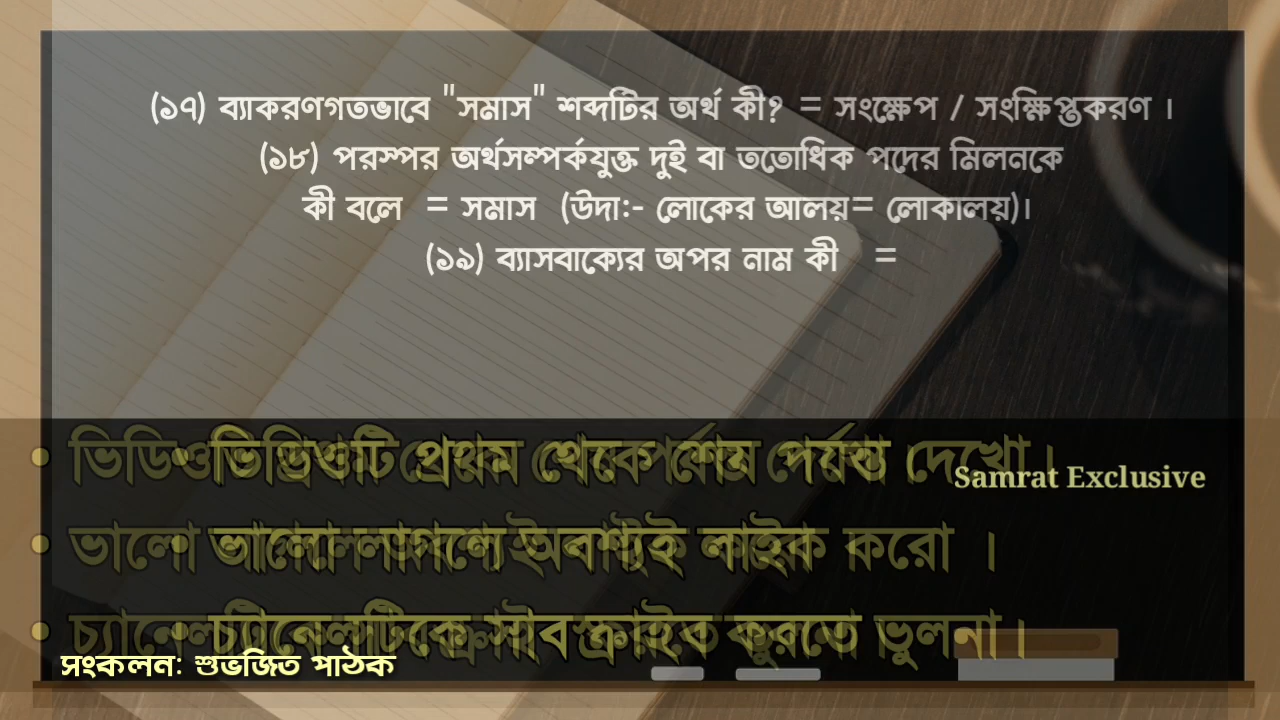 (১৭) ব্যাকরণগতভাবে "সমাস" শব্দটির অর্থ কী? = সংক্ষেপ / সংক্ষিপ্তকরণ ।
(১৮) পরস্পর অর্থসম্পর্কযুক্ত দুই বা ততোধিক পদের মিলনকে
কী বলে = সমাস (উদা:- লোকের আলয়= লোকালয়)।
(১৯) ব্যাসবাক্যের অপর নাম কী =
• ভিডিওটি প্রথম থেকে শেষ পর্যন্ত দেখো।
Samrat Exclusive
• ভালো লাগলে অবশ্যই লাইক করো ।
• চ্যানেলটিকে সাবস্ক্রাইব করতে ভুলনা।
সংকলন: শুভজিত পাঠক